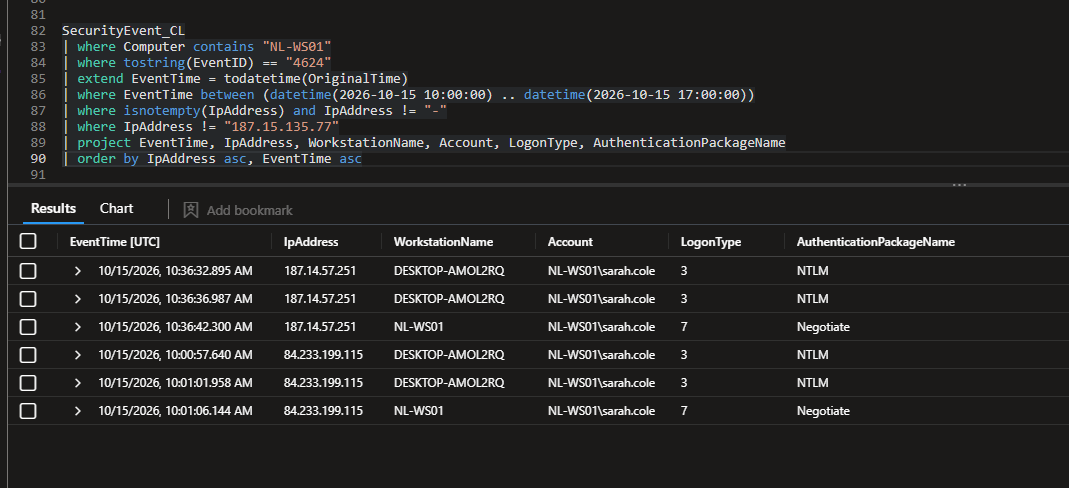 81
82 SecurityEvent_CL
83 | where Computer contains "NL-WS01"
84 | where tostring(EventID) == "4624"
85 | extend EventTime = todatetime(OriginalTime)
86 | where EventTime between (datetime(2026-10-15 10:00:00) .. datetime(2026-10-15 17:00:00))
87 | where isnotempty(IpAddress) and IpAddress != "-"
88 | where IpAddress != "187.15.135.77"
89 | project EventTime, IpAddress, WorkstationName, Account, LogonType, AuthenticationPackageName
90 | order by IpAddress asc, EventTime asc
91
Results Chart Add bookmark
EventTime [UTC] IpAddress WorkstationName Account LogonType AuthenticationPackageName
10/15/2026, 10:36:32.895 AM 187.14.57.251 DESKTOP-AMOL2RQ NL-WS01\sarah.cole 3 NTLM
10/15/2026, 10:36:36.987 AM 187.14.57.251 DESKTOP-AMOL2RQ NL-WS01\sarah.cole 3 NTLM
10/15/2026, 10:36:42.300 AM 187.14.57.251 NL-WS01 NL-WS01\sarah.cole 7 Negotiate
10/15/2026, 10:00:57.640 AM 84.233.199.115 DESKTOP-AMOL2RQ NL-WS01\sarah.cole 3 NTLM
10/15/2026, 10:01:01.958 AM 84.233.199.115 DESKTOP-AMOL2RQ NL-WS01\sarah.cole 3 NTLM
10/15/2026, 10:01:06.144 AM 84.233.199.115 NL-WS01 NL-WS01\sarah.cole 7 Negotiate